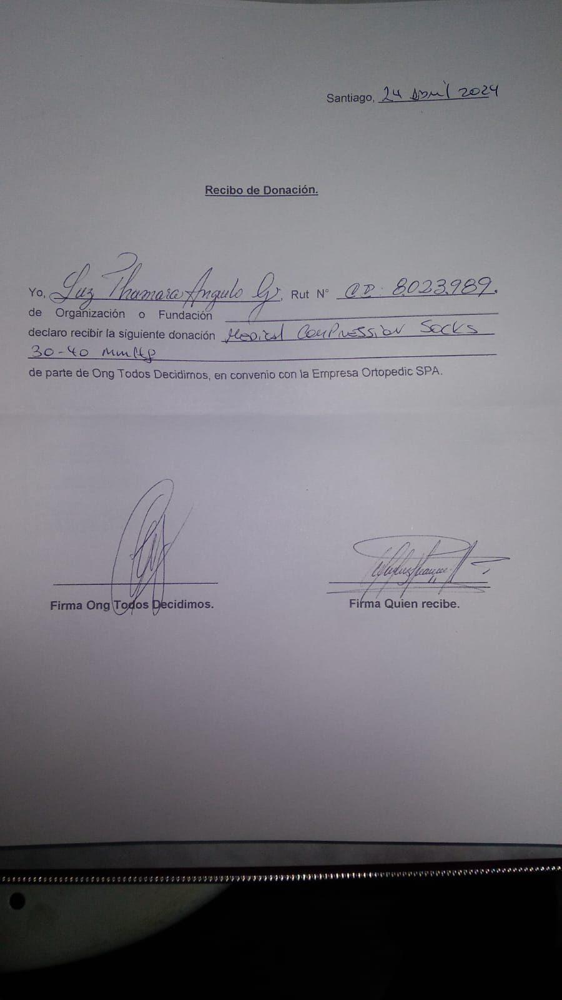 Santiago, 24 Abril 2024
Recibo de Donación.
Yo, Luz Thamara Angulo G, Rut N° CD: 8023989.
de Organización o Fundación
declaro recibir la siguiente donación Medical Compression Socks
30-40 mmHg
de parte de Ong Todos Decidimos, en convenio con la Empresa Ortopedic SPA.
Firma Ong Todos Decidimos.
Firma Quien recibe.